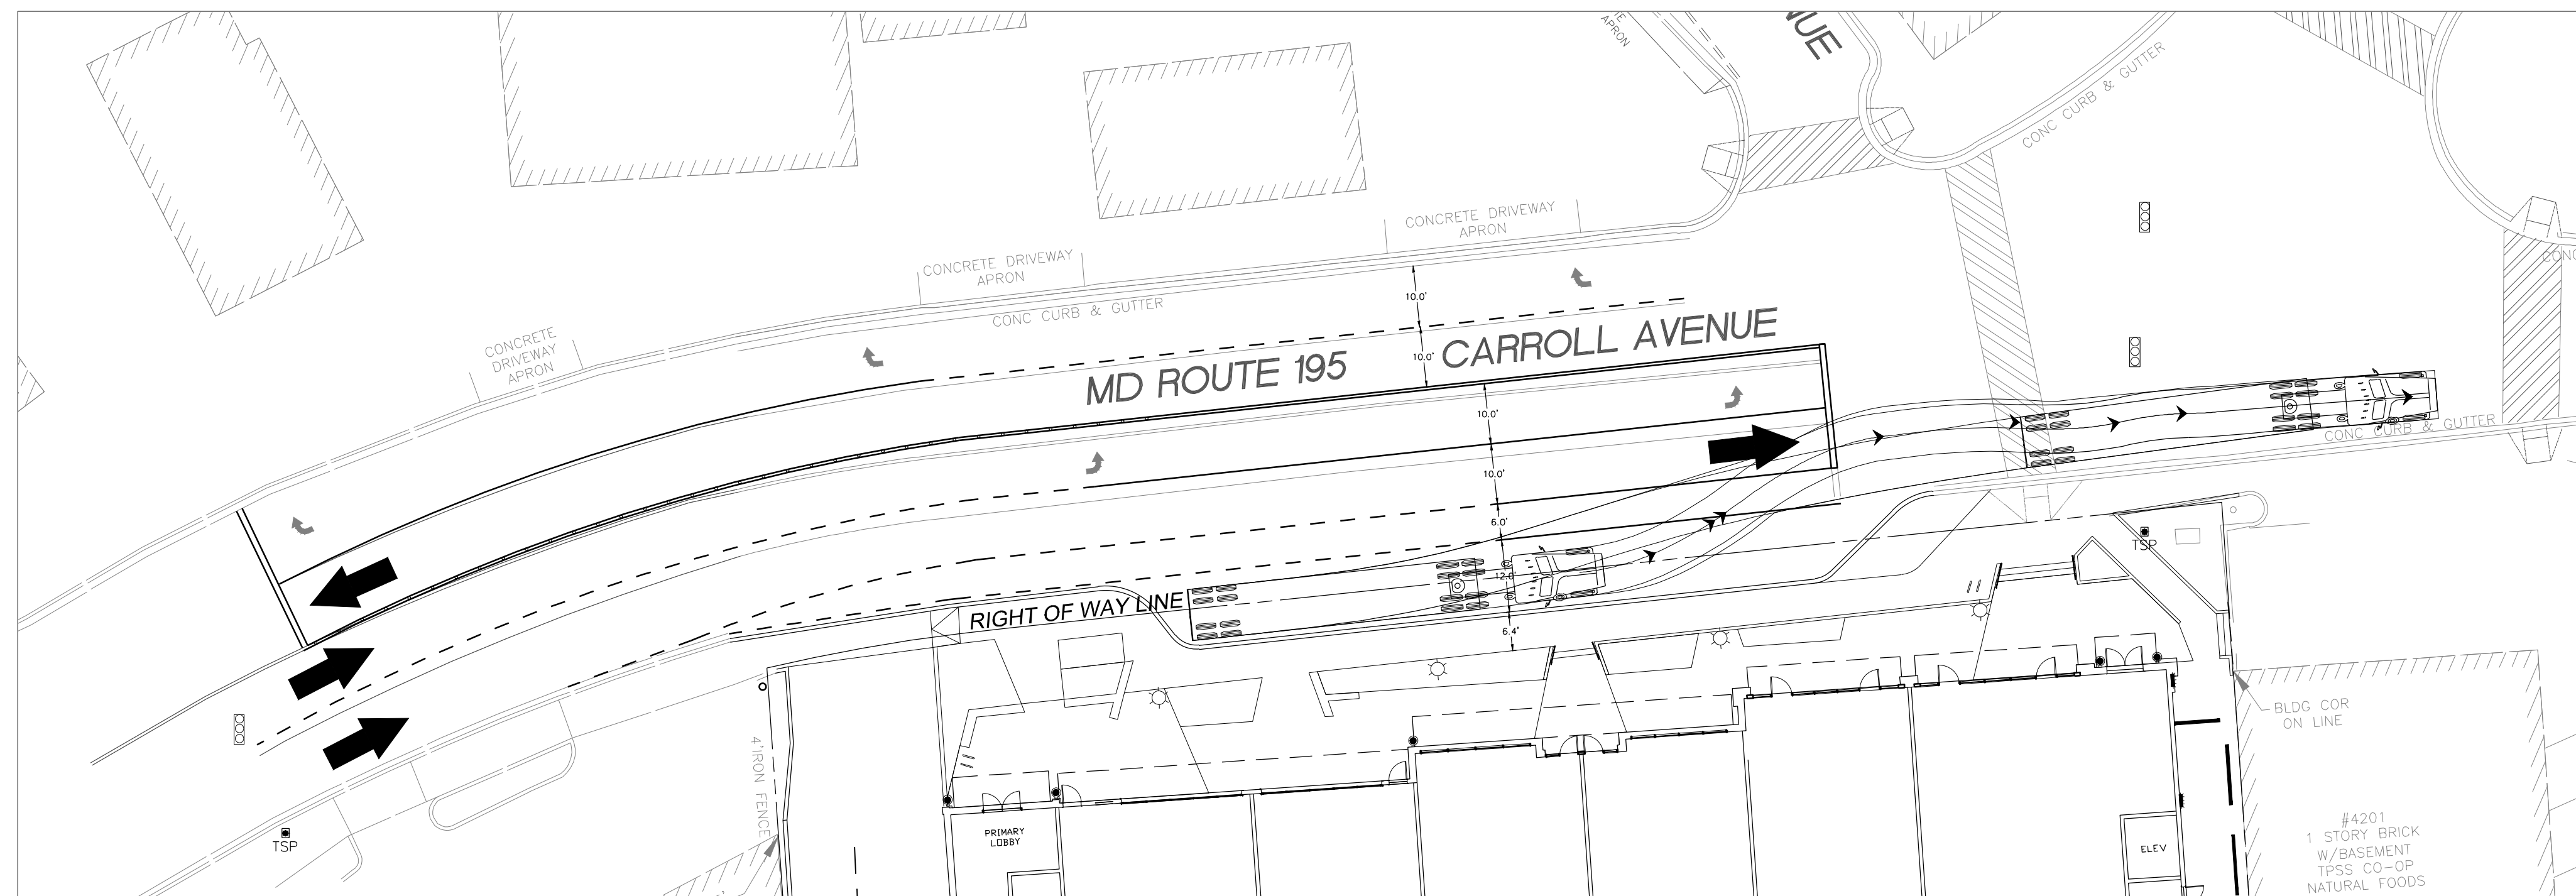 APRON
NUE
CONC CURB & GUTTER
CONCRETE DRIVEWAY
APRON
CONCRETE DRIVEWAY
APRON
CONC CURB & GUTTER
CONCRETE
DRIVEWAY
APRON
10.0'
10.0'
MD ROUTE 195
CARROLL AVENUE
10.0'
10.0'
6.0'
12.0'
6.4'
CONC CURB & GUTTER
RIGHT OF WAY LINE
TSP
BLDG COR
ON LINE
4' IRON FENCE
TSP
PRIMARY
LOBBY
ELEV
#4201
1 STORY BRICK
W/BASEMENT
TPSS CO-OP
NATURAL FOODS